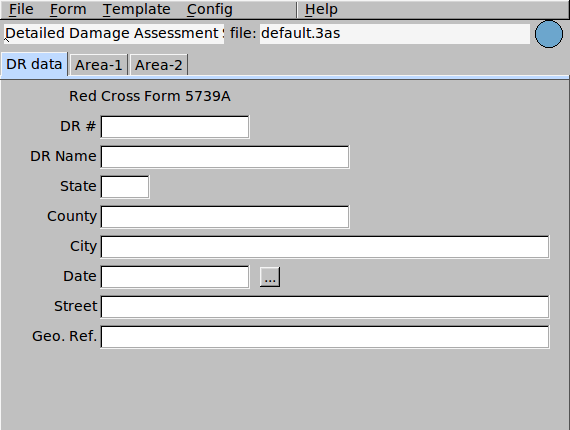 File Form Template Config Help
Detailed Damage Assessment file: default.3as
DR data Area-1 Area-2
Red Cross Form 5739A
DR #
DR Name
State
County
City
Date ...
Street
Geo. Ref.